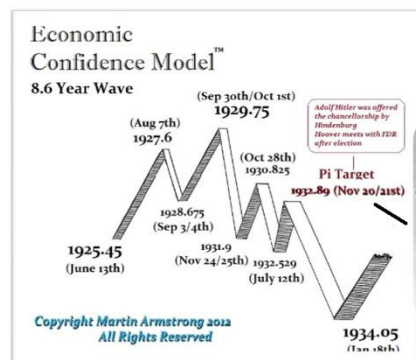 Economic
Confidence Model™
8.6 Year Wave
(Sep 30th/Oct 1st)
1929.75
Adolf Hitler was offered
the chancellorship by
Hindenburg
Hoover meets with FDR
after election
(Aug 7th)
1927.6
(Oct 28th)
1930.825
Pi Target
1932.89 (Nov 20/21st)
1928.675
(Sep 3/4th)
1925.45
(June 13th)
1931.9
(Nov 24/25th)
1932.529
(July 12th)
Copyright Martin Armstrong 2012
All Rights Reserved
1934.05
(Jan 18th)